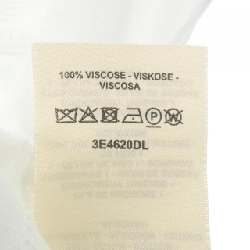 100% VISCOSE - VISKOSE -
VISCOSA
P W
3E4620DL